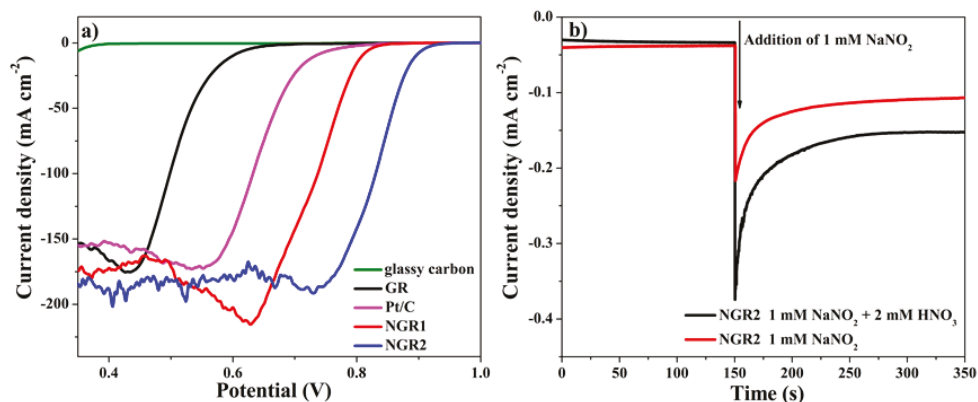 a)
Current density (mA cm⁻²)
0
-50
-100
-150
-200
0.4
0.6
0.8
1.0
Potential (V)
glassy carbon
GR
Pt/C
NGR1
NGR2
b)
Current density (mA cm⁻²)
0.0
-0.1
-0.2
-0.3
-0.4
0
50
100
150
200
250
300
350
Time (s)
Addition of 1 mM NaNO₂
NGR2 1 mM NaNO₂ + 2 mM HNO₃
NGR2 1 mM NaNO₂